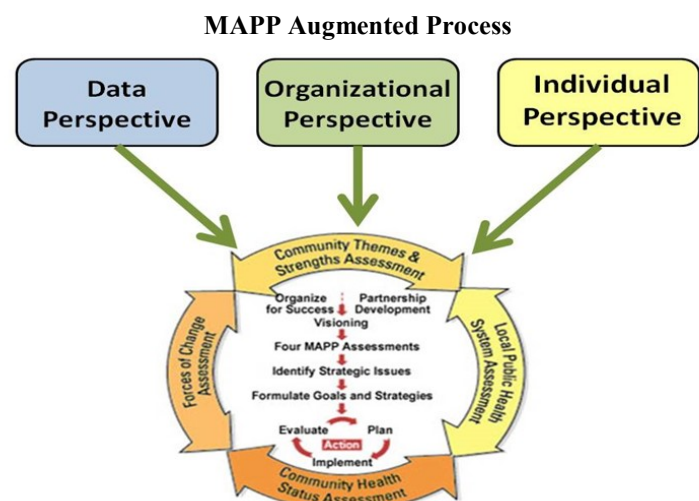 MAPP Augmented Process
Data
Perspective
Organizational
Perspective
Individual
Perspective
Community Themes &
Strengths Assessment
Forces of Change
Assessment
Organize
for Success
Partnership
Development
Visioning
Four MAPP Assessments
Identify Strategic Issues
Formulate Goals and Strategies
Evaluate
Plan
Action
Implement
Local Public Health
System Assessment
Community Health
Status Assessment